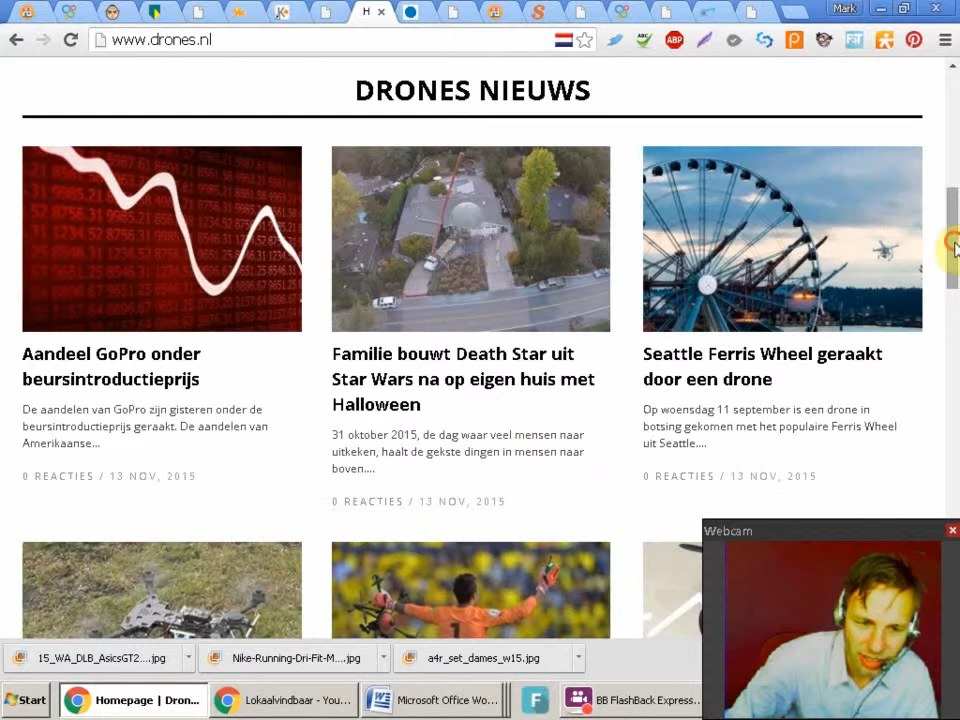 H
Mark
www.drones.nl
ABC
ABP
DRONES NIEUWS
Aandeel GoPro onder
beursintroductieprijs
De aandelen van GoPro zijn gisteren onder de
beursintroductieprijs geraakt. De aandelen van
Amerikaanse...
0 REACTIES / 13 NOV, 2015
Familie bouwt Death Star uit
Star Wars na op eigen huis met
Halloween
31 oktober 2015, de dag waar veel mensen naar
uitkeken, haalt de gekste dingen in mensen naar
boven....
0 REACTIES / 13 NOV, 2015
Seattle Ferris Wheel geraakt
door een drone
Op woensdag 11 september is een drone in
botsing gekomen met het populaire Ferris Wheel
uit Seattle....
0 REACTIES / 13 NOV, 2015
1
Webcam
15_WA_DLB_AsicsGT2....jpg
Nike-Running-Dri-Fit-M....jpg
a4r_set_dames_w15.jpg
Start
Homepage | Dron...
Lokaalvindbaar - You...
Microsoft Office Wo...
F
BB FlashBack Express...